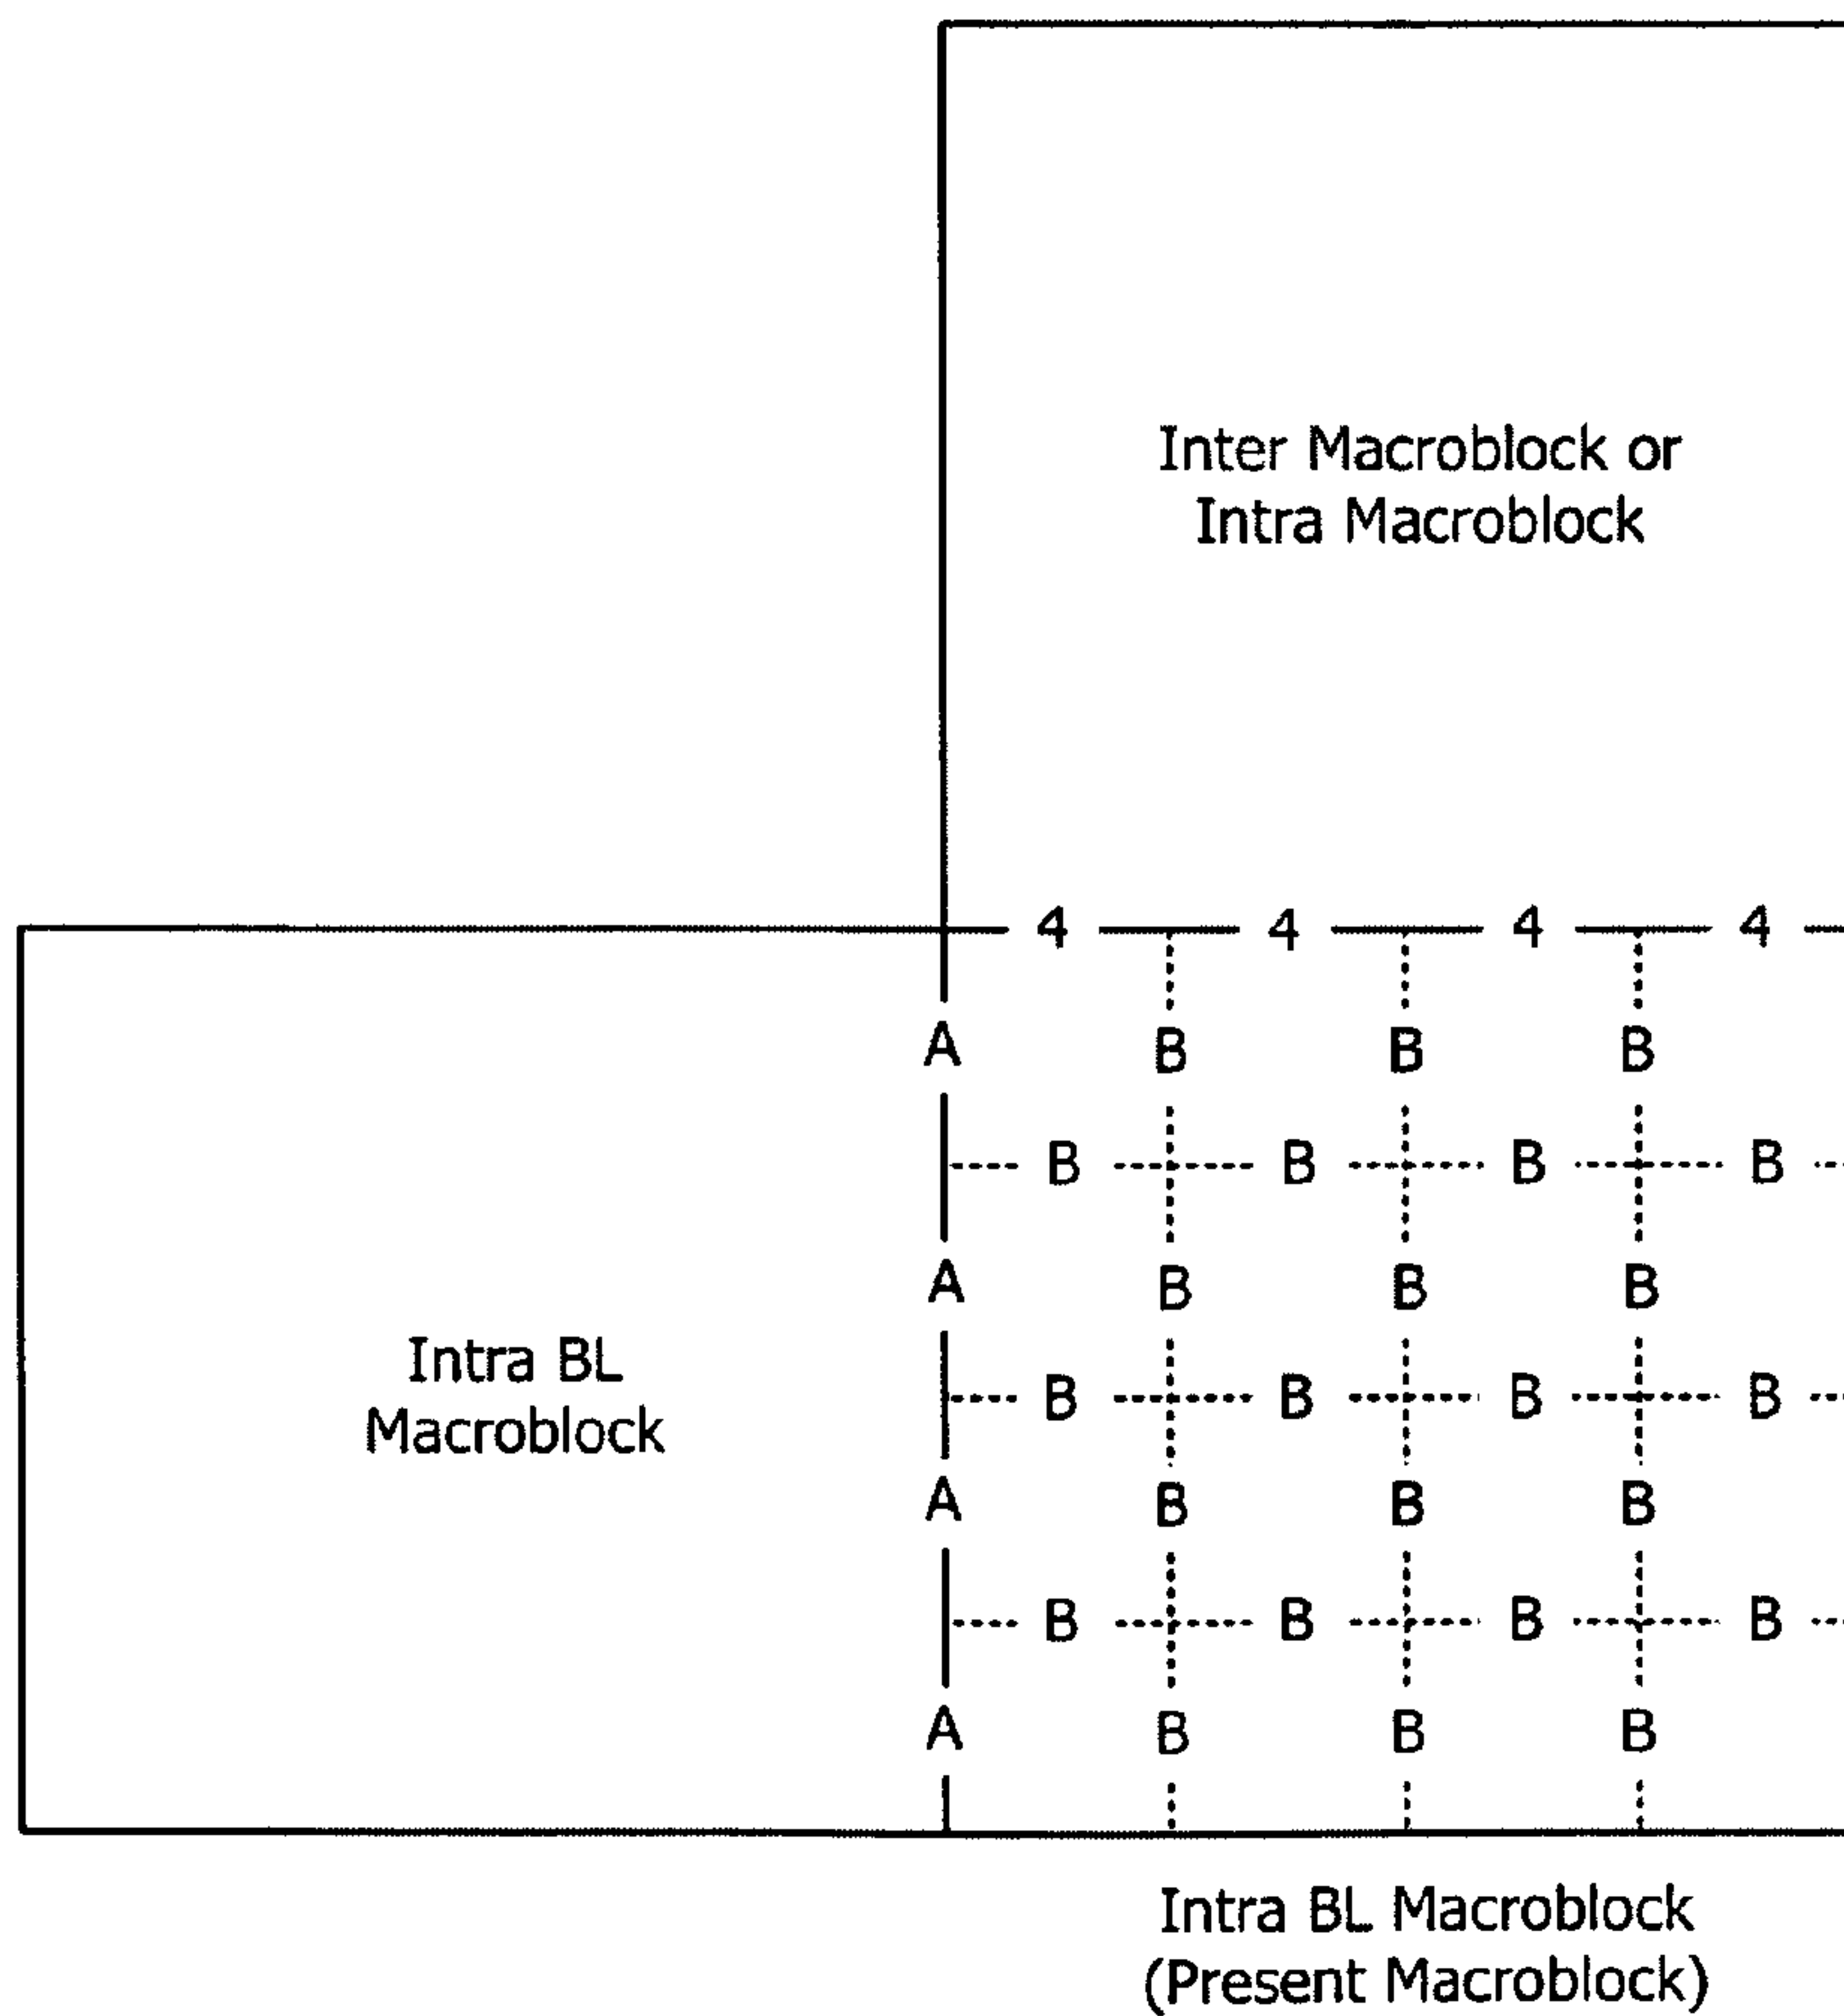 Inter Macroblock or
Intra Macroblock
4 4 4 4
A B B B
B B B B
A B B B
Intra BL
Macroblock
B B B B
A B B B
B B B B
A B B B
Intra BL Macroblock
(Present Macroblock)